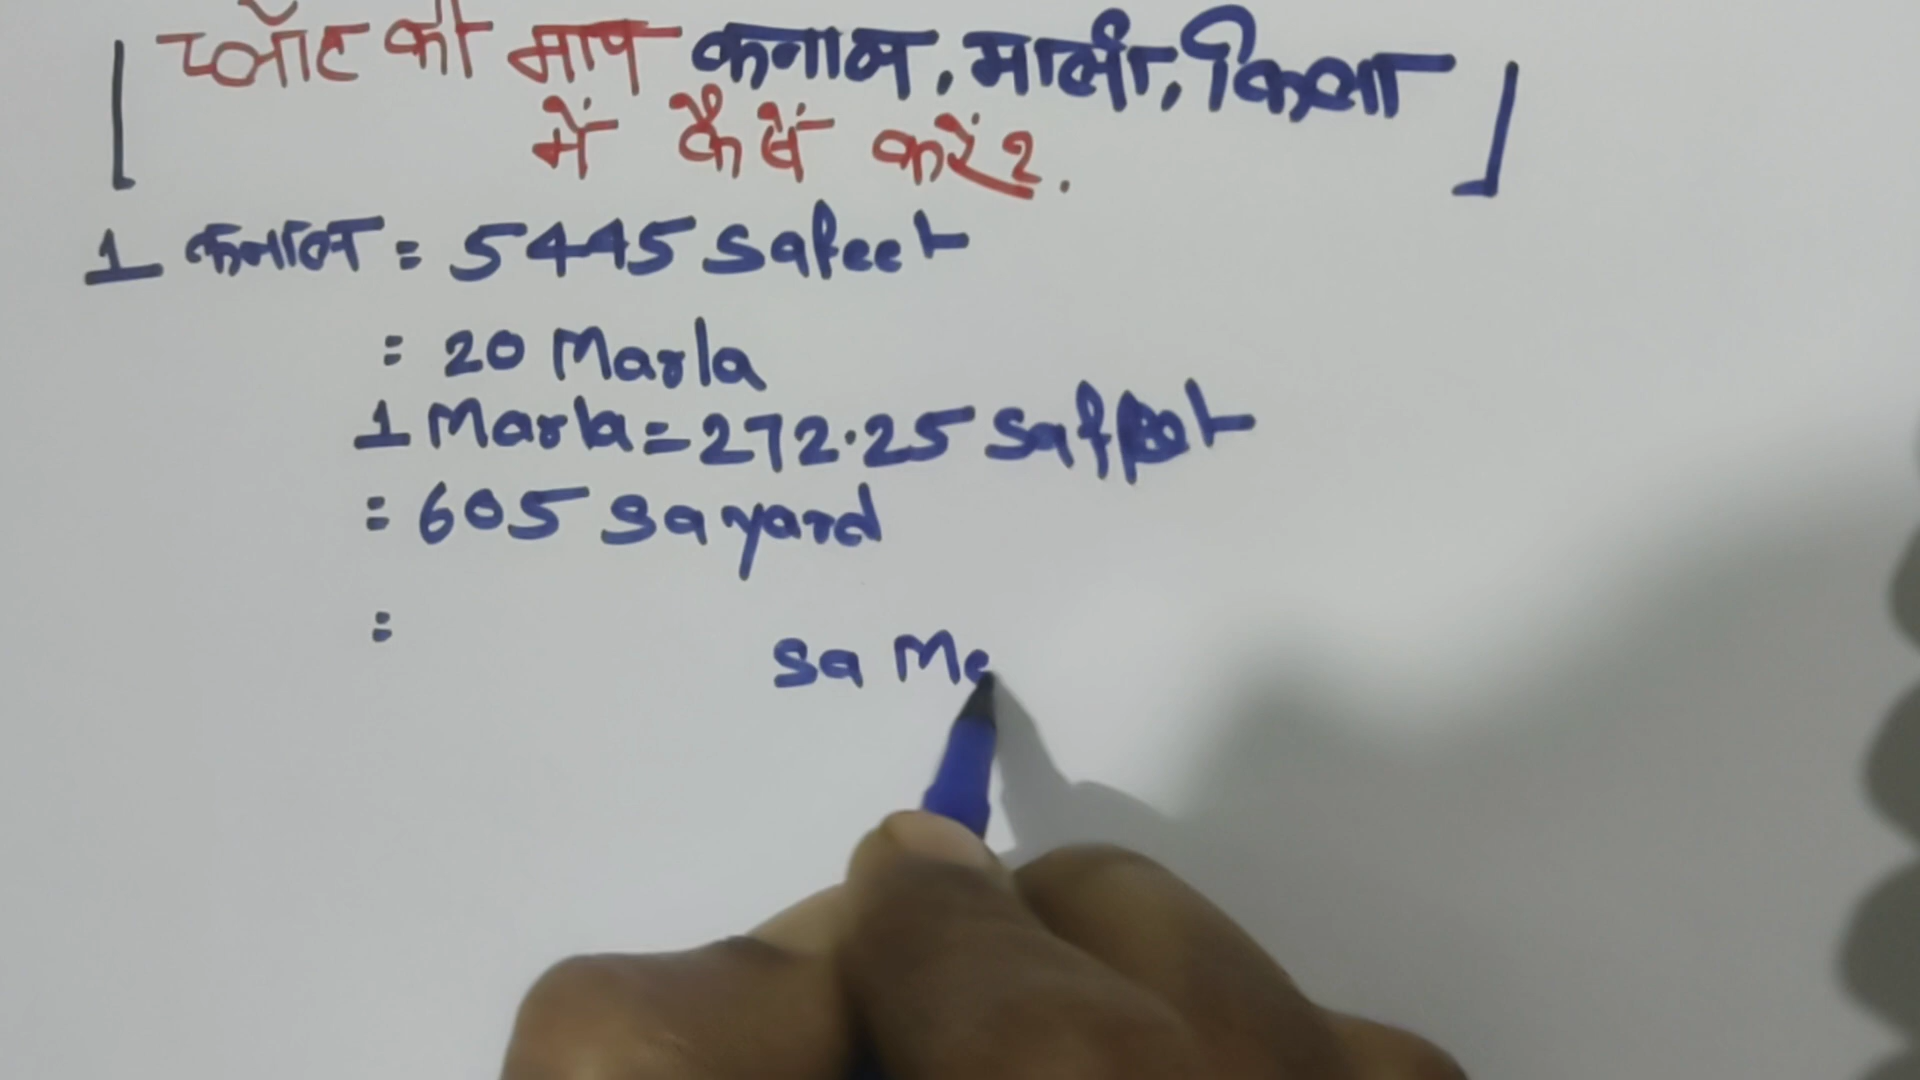 प्लॉट की माप कनाल, मार्ला, किला
में कैसे करें?.
1 कनाल = 5445 Sqfeet
= 20 Marla
1 Marla = 272.25 Sqfeet
= 605 Sqyard
=
Sq Me